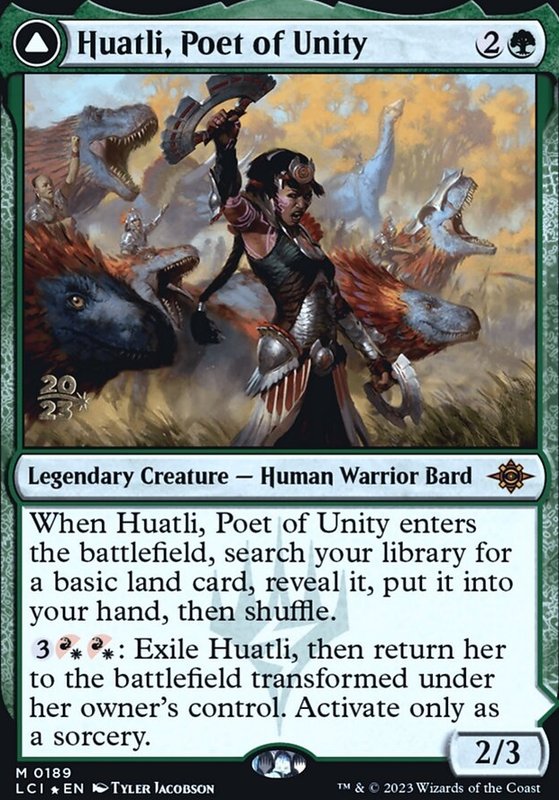 Huatli, Poet of Unity 2
20
23
Legendary Creature — Human Warrior Bard
When Huatli, Poet of Unity enters
the battlefield, search your library for
a basic land card, reveal it, put it into
your hand, then shuffle.
3: Exile Huatli, then return her
to the battlefield transformed under
her owner's control. Activate only as
a sorcery.
2/3
M 0189
LCI ★ EN Tyler Jacobson
™ & © 2023 Wizards of the Coast